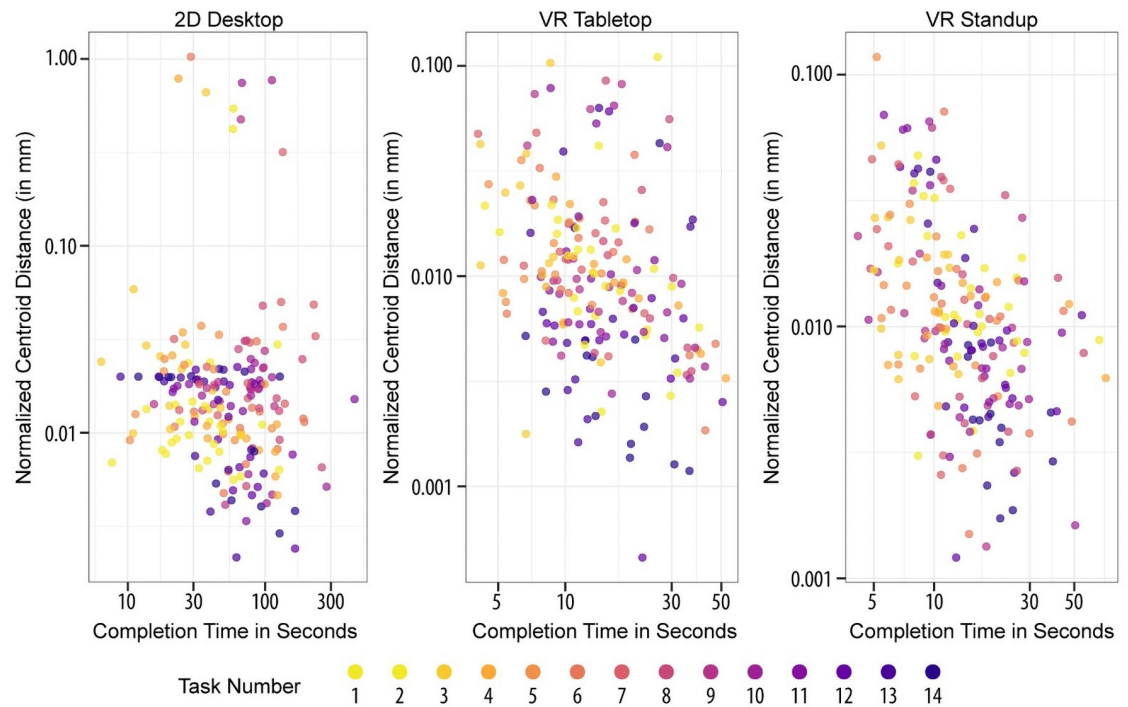 2D Desktop
VR Tabletop
VR Standup
Normalized Centroid Distance (in mm)
1.00
0.10
0.01
10 30 100 300
Completion Time in Seconds
Normalized Centroid Distance (in mm)
0.100
0.010
0.001
5 10 30 50
Completion Time in Seconds
Normalized Centroid Distance (in mm)
0.100
0.010
0.001
5 10 30 50
Completion Time in Seconds
Task Number
1 2 3 4 5 6 7 8 9 10 11 12 13 14